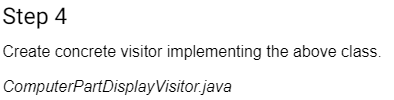 Step 4
Create concrete visitor implementing the above class.
ComputerPartDisplayVisitor.java